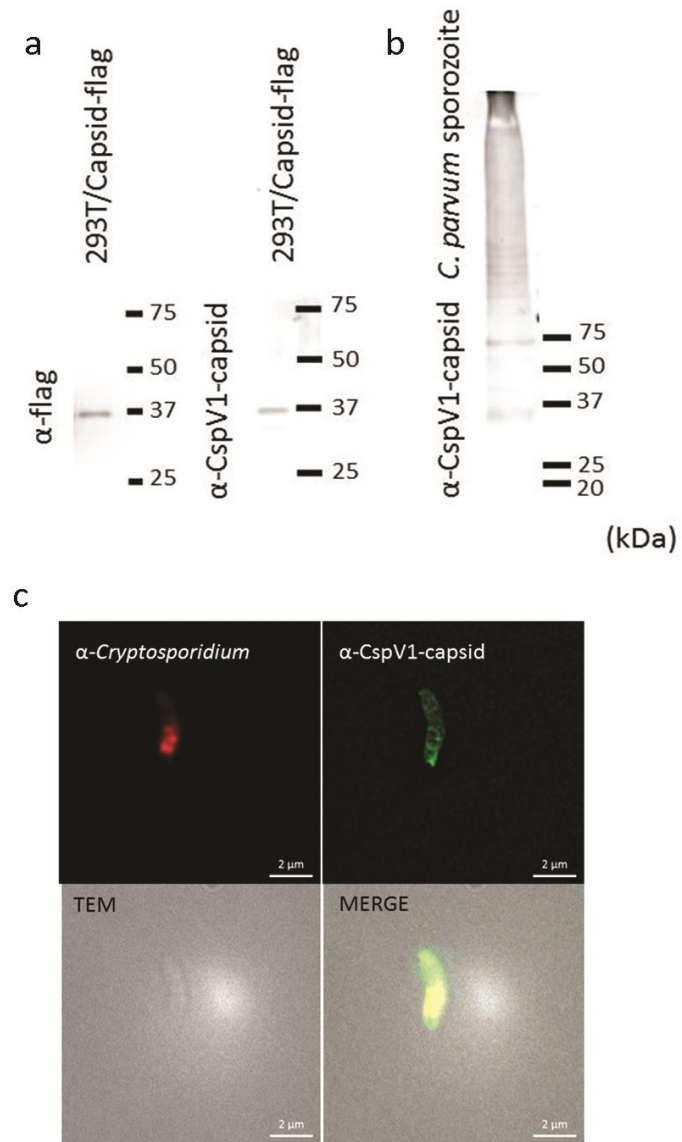 a
α-flag
293T/Capsid-flag
75
50
37
25
α-CspV1-capsid
293T/Capsid-flag
75
50
37
25
b
α-CspV1-capsid
C. parvum sporozoite
75
50
37
25
20
(kDa)
c
α-Cryptosporidium
2 μm
α-CspV1-capsid
2 μm
TEM
2 μm
MERGE
2 μm